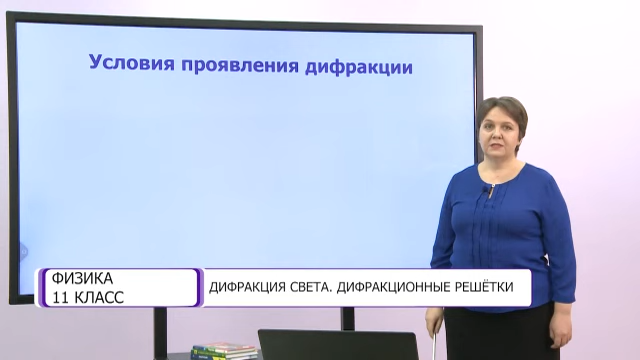 Условия проявления дифракции
ФИЗИКА
11 КЛАСС
ДИФРАКЦИЯ СВЕТА. ДИФРАКЦИОННЫЕ РЕШЁТКИ